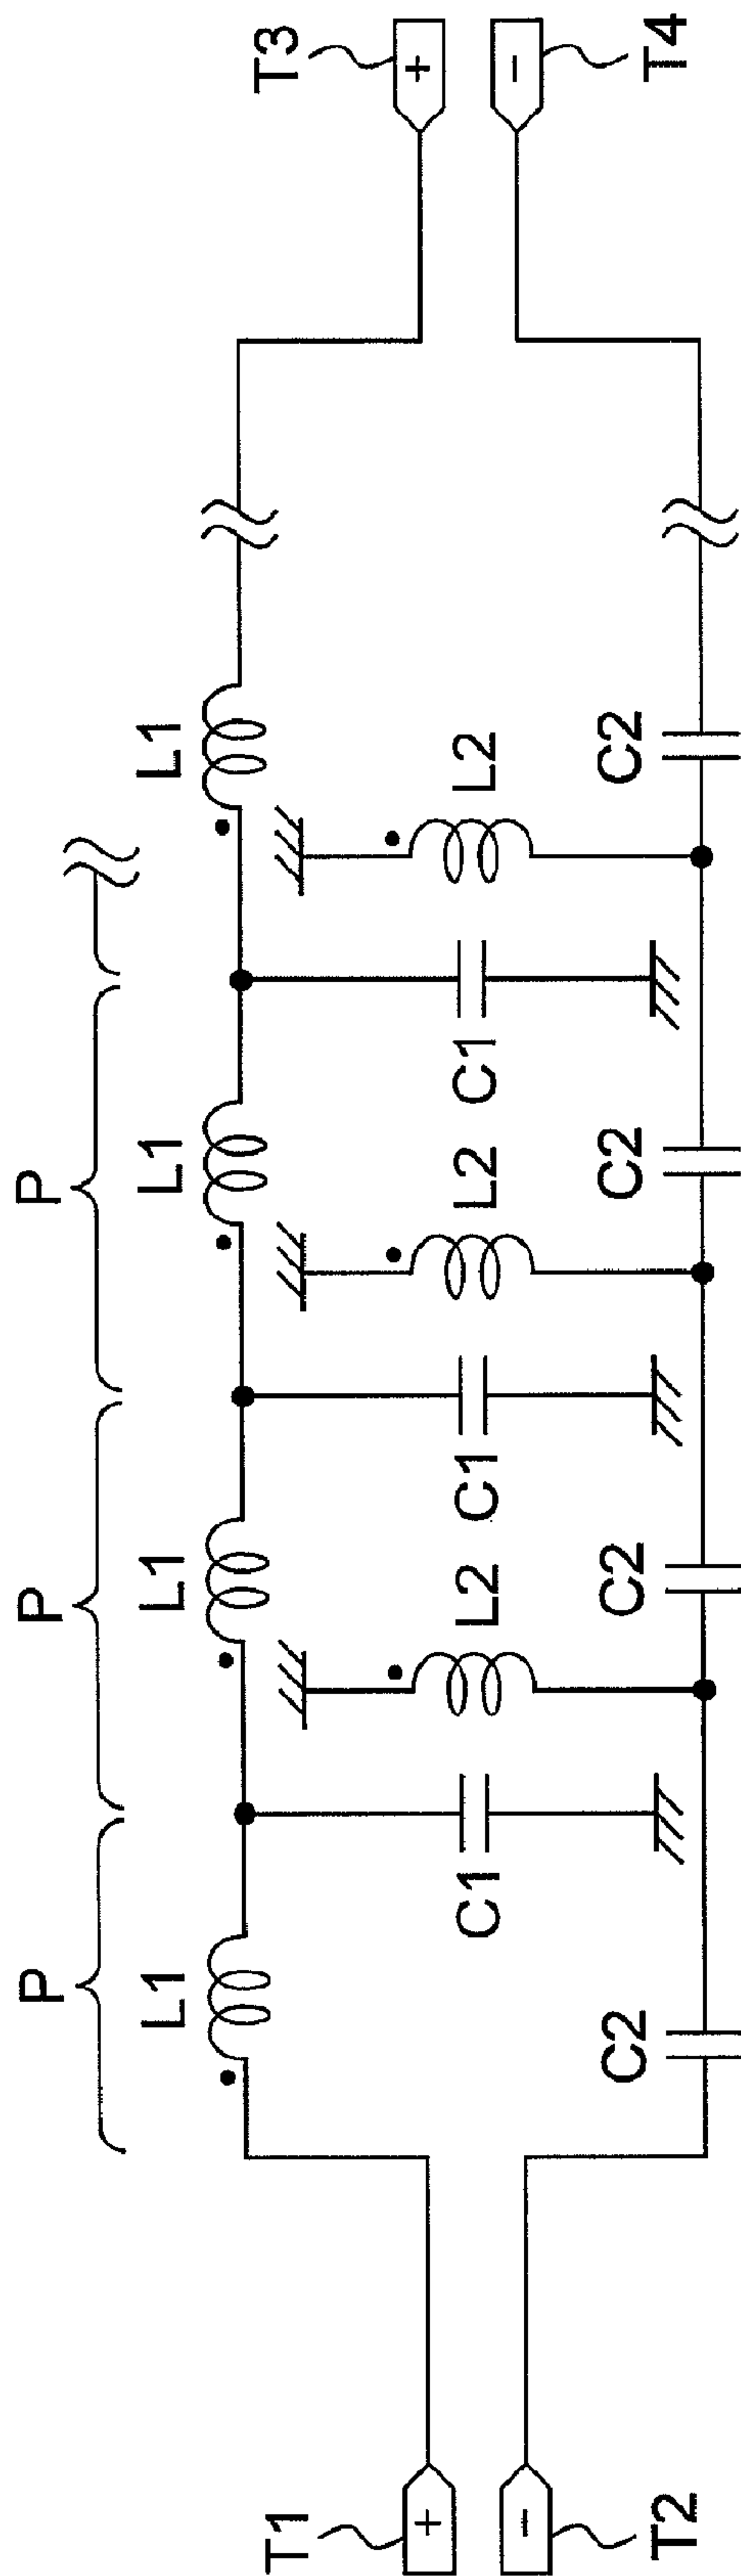 P P P
L1 L1 L1 L1
L2 L2 L2
C1 C1 C1
C2 C2 C2 C2
T1 + + T3
T2 - - T4